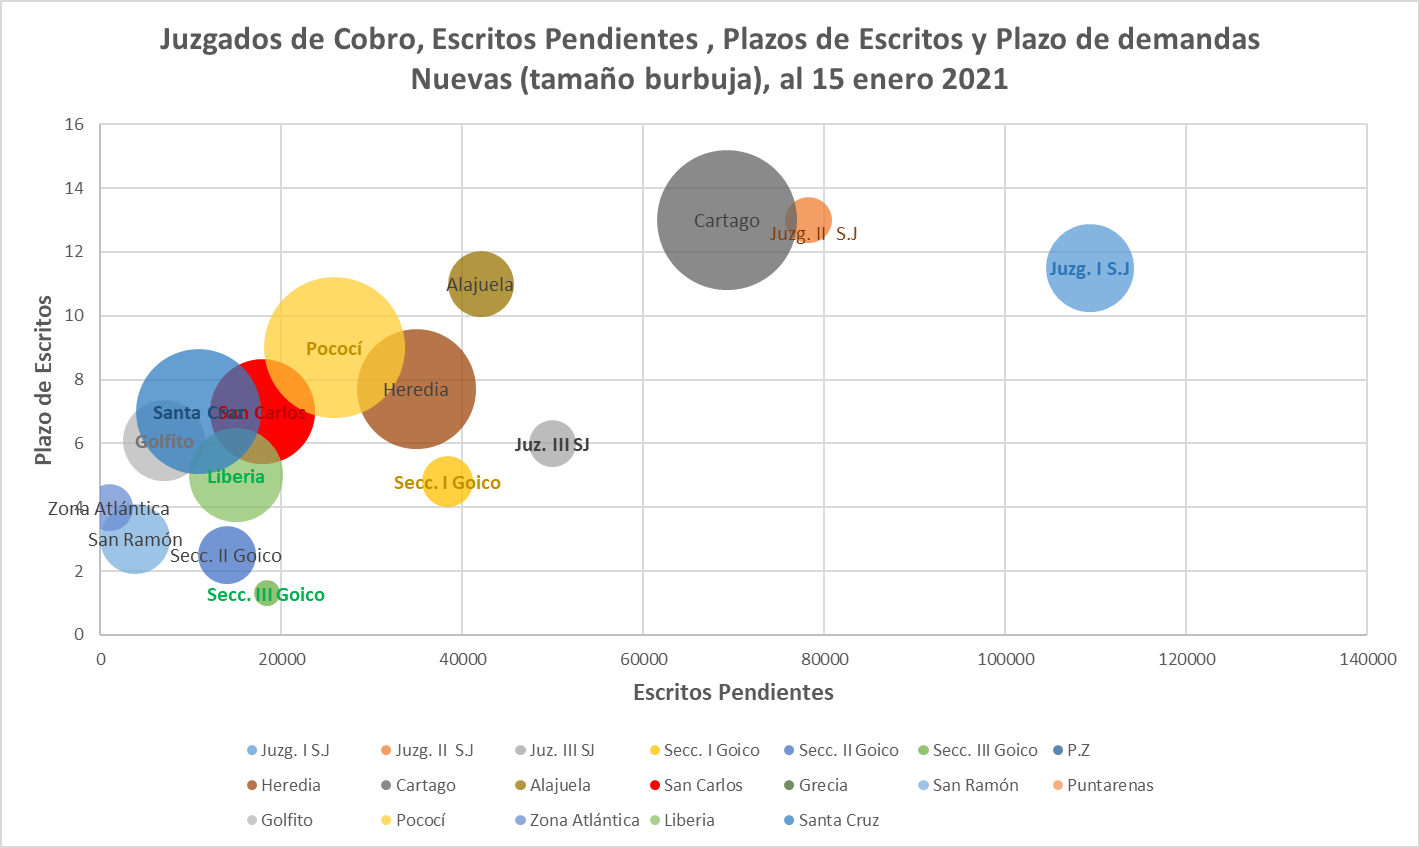 Juzgados de Cobro, Escritos Pendientes , Plazos de Escritos y Plazo de demandas
Nuevas (tamaño burbuja), al 15 enero 2021
16
14
12
10
8
6
4
2
0
Plazo de Escritos
Cartago
Juzg. II S.J
Juzg. I S.J
Alajuela
Pococí
Heredia
Santa Cruz
San Carlos
Golfito
Juz. III SJ
Liberia
Secc. I Goico
Zona Atlántica
San Ramón
Secc. II Goico
Secc. III Goico
0 20000 40000 60000 80000 100000 120000 140000
Escritos Pendientes
Juzg. I S.J Juzg. II S.J Juz. III SJ Secc. I Goico Secc. II Goico Secc. III Goico P.Z
Heredia Cartago Alajuela San Carlos Grecia San Ramón Puntarenas
Golfito Pococí Zona Atlántica Liberia Santa Cruz